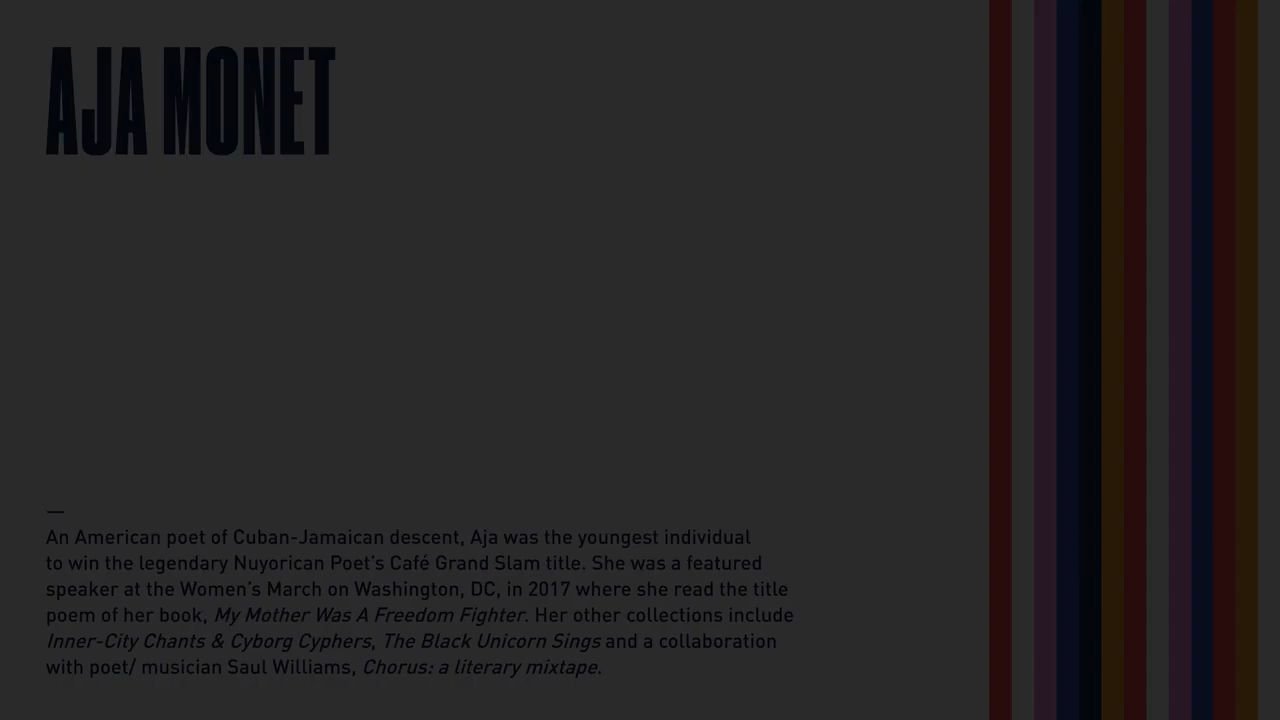 AJA MONET
—
An American poet of Cuban-Jamaican descent, Aja was the youngest individual
to win the legendary Nuyorican Poet's Café Grand Slam title. She was a featured
speaker at the Women's March on Washington, DC, in 2017 where she read the title
poem of her book, My Mother Was A Freedom Fighter. Her other collections include
Inner-City Chants & Cyborg Cyphers, The Black Unicorn Sings and a collaboration
with poet/ musician Saul Williams, Chorus: a literary mixtape.